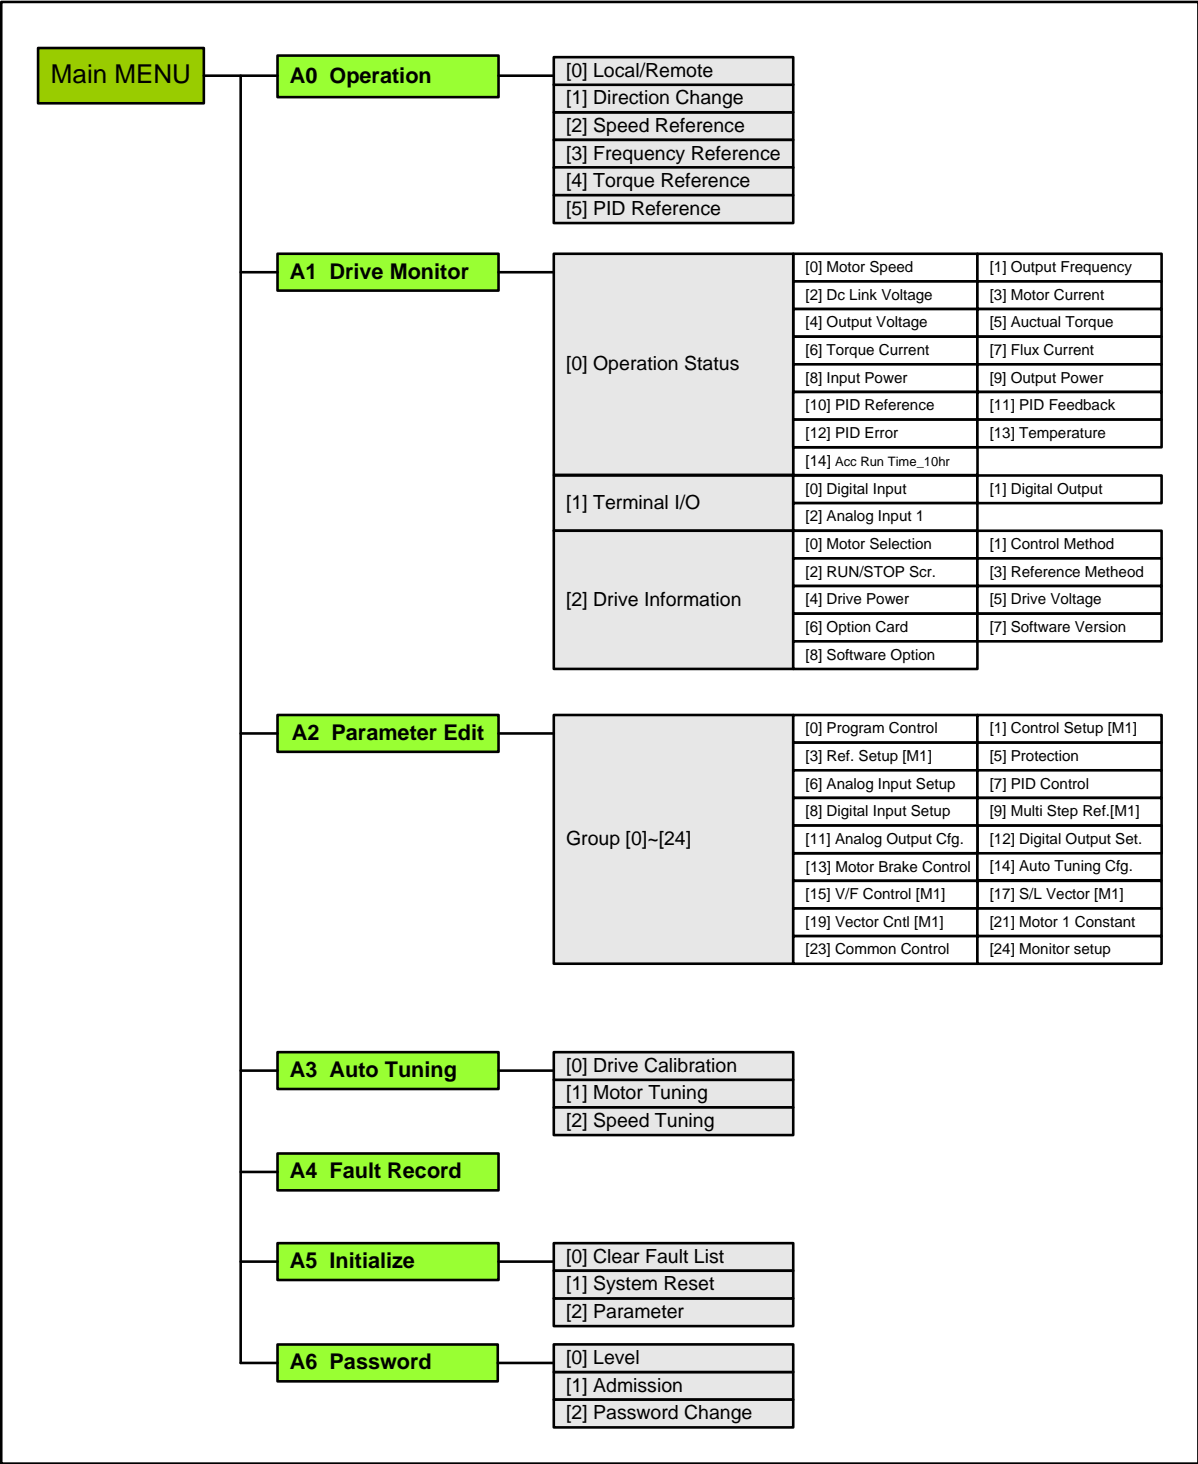 Main MENU
A0 Operation
[0] Local/Remote
[1] Direction Change
[2] Speed Reference
[3] Frequency Reference
[4] Torque Reference
[5] PID Reference
A1 Drive Monitor
[0] Operation Status
[0] Motor Speed
[1] Output Frequency
[2] Dc Link Voltage
[3] Motor Current
[4] Output Voltage
[5] Auctual Torque
[6] Torque Current
[7] Flux Current
[8] Input Power
[9] Output Power
[10] PID Reference
[11] PID Feedback
[12] PID Error
[13] Temperature
[14] Acc Run Time_10hr
[1] Terminal I/O
[0] Digital Input
[1] Digital Output
[2] Analog Input 1
[2] Drive Information
[0] Motor Selection
[1] Control Method
[2] RUN/STOP Scr.
[3] Reference Metheod
[4] Drive Power
[5] Drive Voltage
[6] Option Card
[7] Software Version
[8] Software Option
A2 Parameter Edit
Group [0]~[24]
[0] Program Control
[1] Control Setup [M1]
[3] Ref. Setup [M1]
[5] Protection
[6] Analog Input Setup
[7] PID Control
[8] Digital Input Setup
[9] Multi Step Ref.[M1]
[11] Analog Output Cfg.
[12] Digital Output Set.
[13] Motor Brake Control
[14] Auto Tuning Cfg.
[15] V/F Control [M1]
[17] S/L Vector [M1]
[19] Vector Cntl [M1]
[21] Motor 1 Constant
[23] Common Control
[24] Monitor setup
A3 Auto Tuning
[0] Drive Calibration
[1] Motor Tuning
[2] Speed Tuning
A4 Fault Record
A5 Initialize
[0] Clear Fault List
[1] System Reset
[2] Parameter
A6 Password
[0] Level
[1] Admission
[2] Password Change